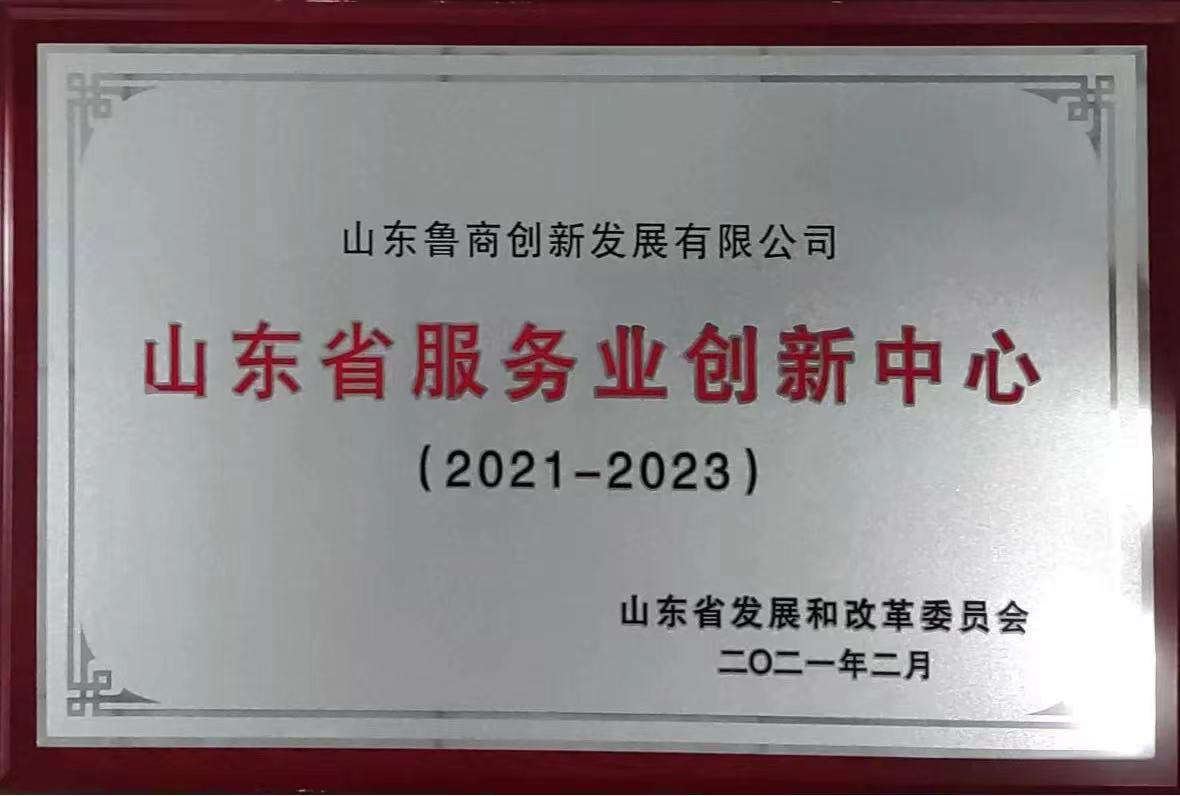 山东鲁商创新发展有限公司
山东省服务业创新中心
(2021-2023)
山东省发展和改革委员会
二〇二一年二月